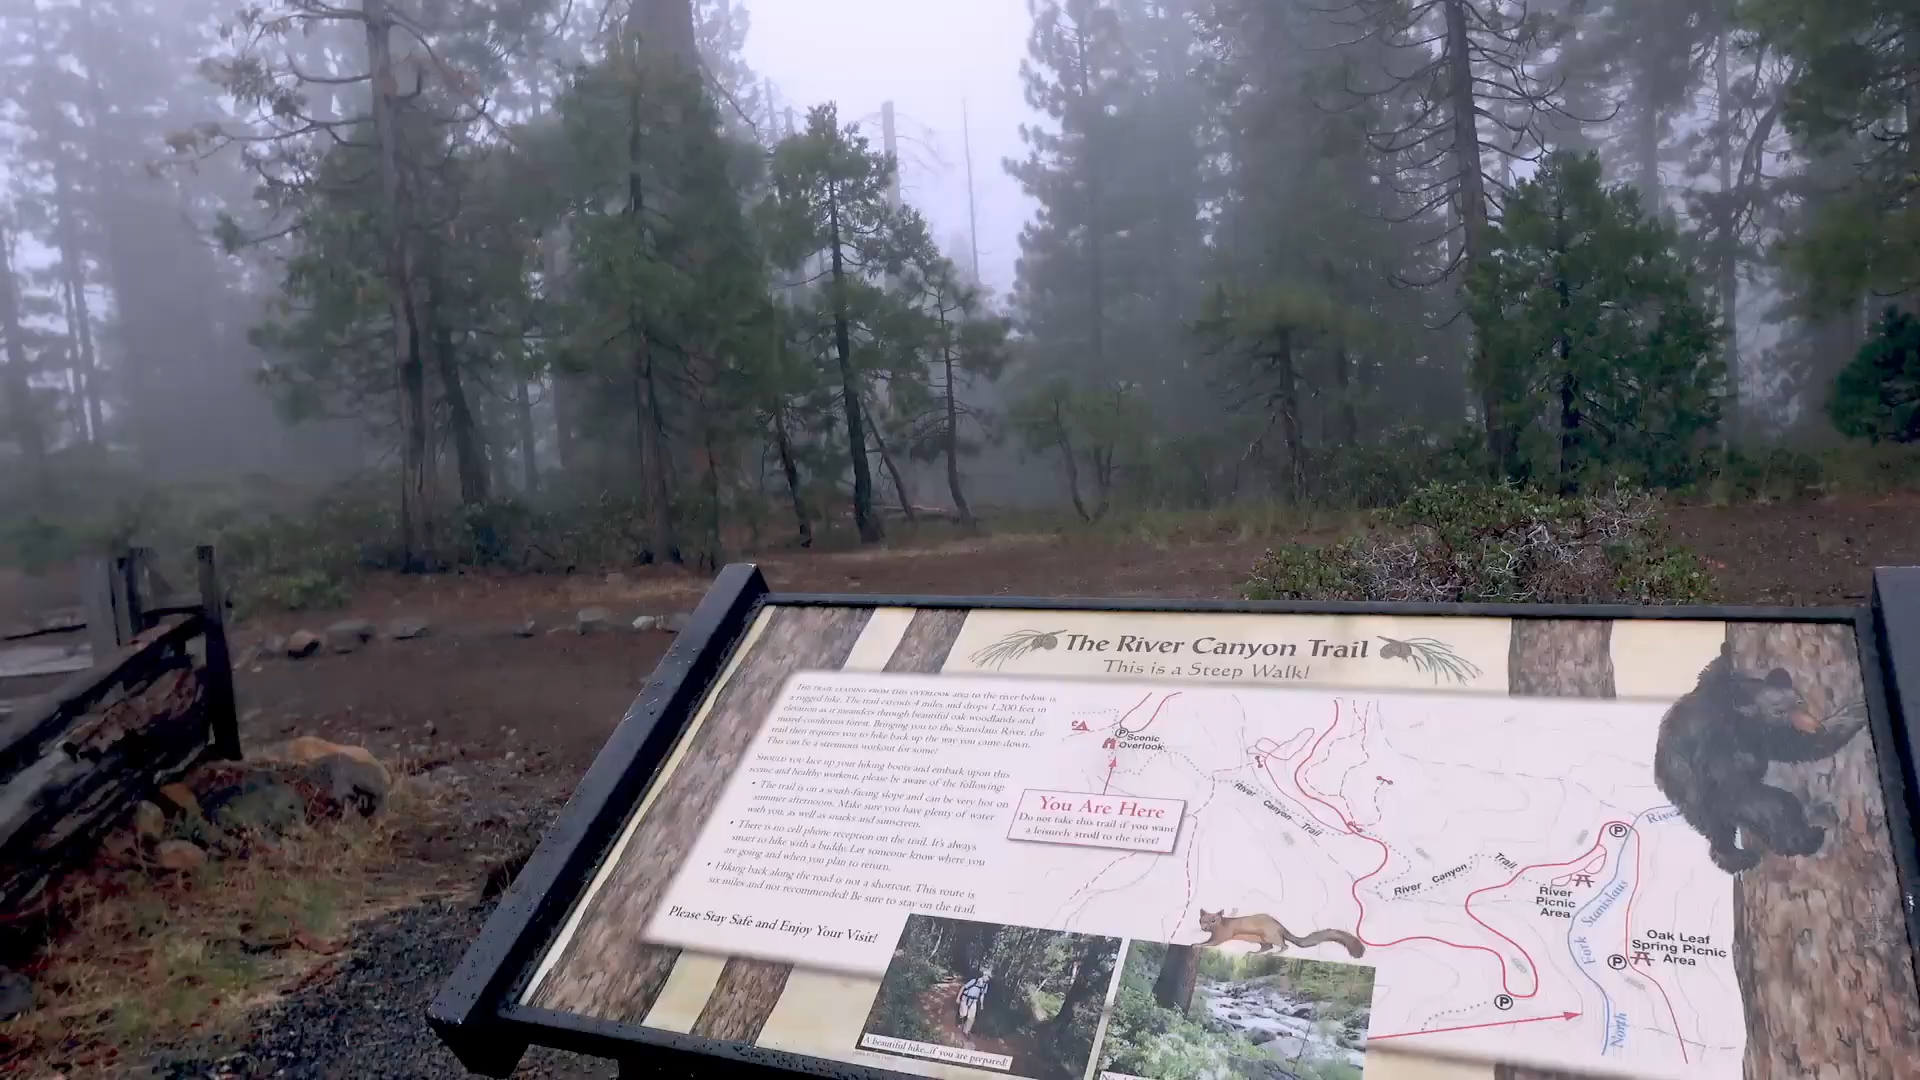 The River Canyon Trail
This is a Steep Walk!
The trail leading from this overlook area to the river below is
a rugged hike. The trail extends 4 miles and drops 1,200 feet in
elevation as it meanders through beautiful oak woodlands and
mixed-coniferous forest. Bringing you to the Stanislaus River, the
trail then requires you to hike back up the way you came down.
This can be a strenuous workout for some!
Should you lace up your hiking boots and embark upon this
scenic and healthy workout, please be aware of the following:
• The trail is on a south-facing slope and can be very hot on
summer afternoons. Make sure you have plenty of water
with you, as well as snacks and sunscreen.
• There is no cell phone reception on the trail. It's always
smart to hike with a buddy. Let someone know where you
are going and when you plan to return.
• Hiking back along the road is not a shortcut. This route is
six miles and not recommended! Be sure to stay on the trail.
Please Stay Safe and Enjoy Your Visit!
P Scenic
Overlook
You Are Here
Do not take this trail if you want
a leisurely stroll to the river!
River Canyon Trail
River Canyon Trail
P
River
River
Picnic
Area
North Fork Stanislaus
Oak Leaf
Spring Picnic
Area
P
P
A beautiful hike...if you are prepared!